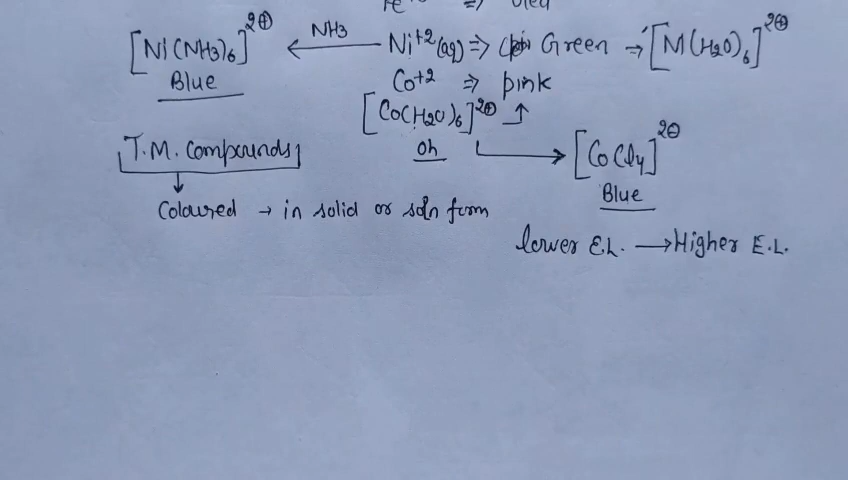 [Ni(NH3)6]2⊕ ←NH3— Ni+2(aq) ⇒ Green → [M(H2O)6]2⊕
Blue
Co+2 ⇒ pink
[Co(H2O)6]2⊕ ↑
Oh → [CoCl4]2⊖
Blue
T.M. Compounds
↓
Coloured → in solid or soln form
lower E.L. → Higher E.L.